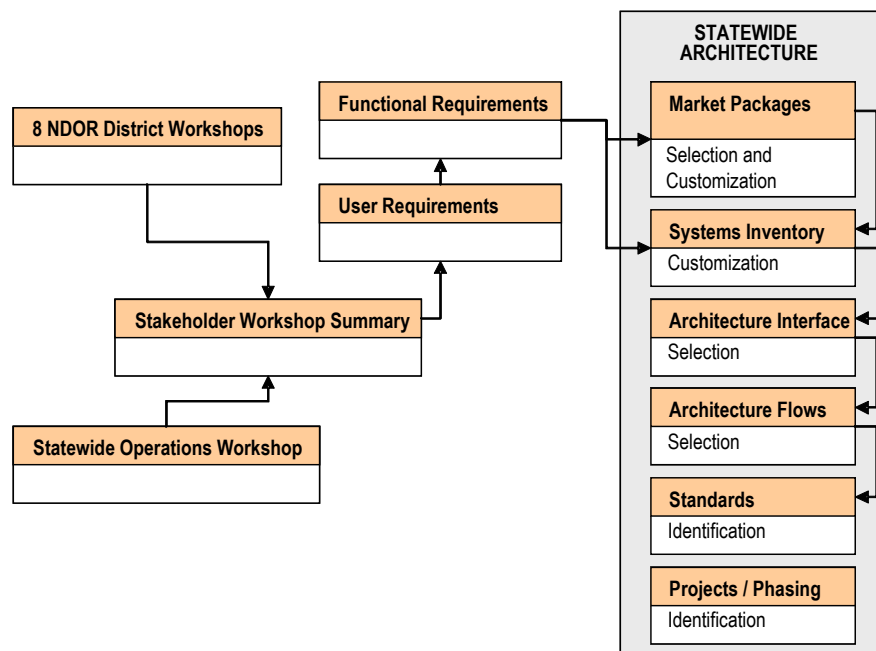 STATEWIDE
ARCHITECTURE
Functional Requirements
Market Packages
Selection and
Customization
8 NDOR District Workshops
User Requirements
Systems Inventory
Customization
Stakeholder Workshop Summary
Architecture Interface
Selection
Architecture Flows
Selection
Statewide Operations Workshop
Standards
Identification
Projects / Phasing
Identification